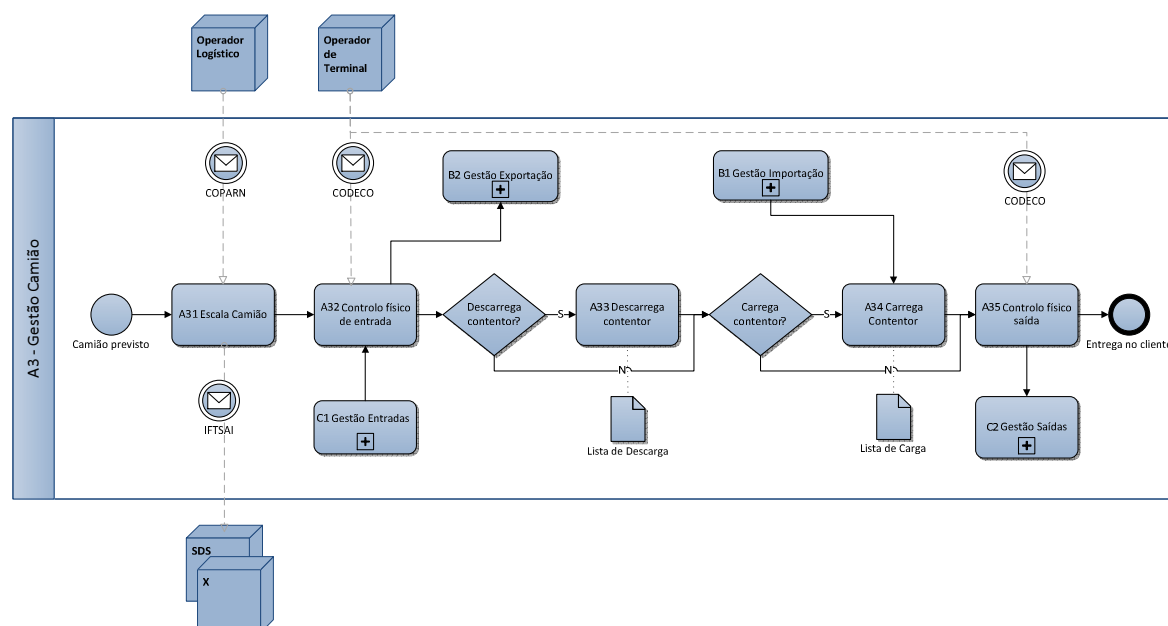 Operador
Logístico
Operador
de
Terminal
COPARN
CODECO
B2 Gestão Exportação
B1 Gestão Importação
CODECO
A3 - Gestão Camião
Camião previsto
A31 Escala Camião
A32 Controlo físico
de entrada
Descarrega
contentor?
S
A33 Descarrega
contentor
Carrega
contentor?
S
A34 Carrega
Contentor
A35 Controlo físico
saída
Entrega no cliente
N
N
IFTSAI
C1 Gestão Entradas
Lista de Descarga
Lista de Carga
C2 Gestão Saídas
SDS
X